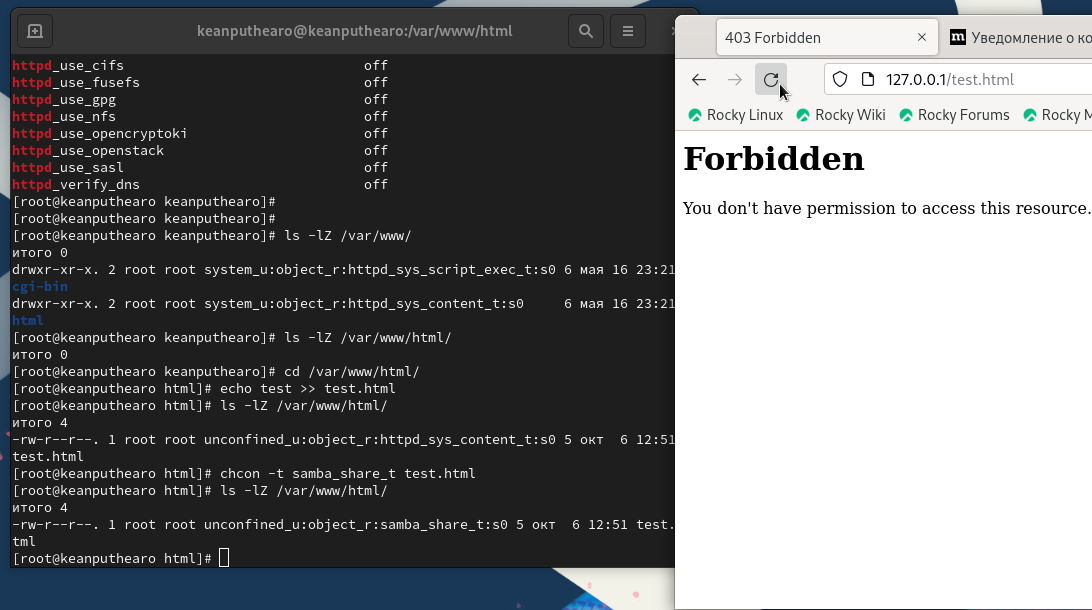 keanputhearo@keanputhearo:/var/www/html
httpd_use_cifs                              off
httpd_use_fusefs                            off
httpd_use_gpg                               off
httpd_use_nfs                               off
httpd_use_opencryptoki                      off
httpd_use_openstack                         off
httpd_use_sasl                              off
httpd_verify_dns                            off
[root@keanputhearo keanputhearo]#
[root@keanputhearo keanputhearo]#
[root@keanputhearo keanputhearo]# ls -lZ /var/www/
итого 0
drwxr-xr-x. 2 root root system_u:object_r:httpd_sys_script_exec_t:s0 6 мая 16 23:21
cgi-bin
drwxr-xr-x. 2 root root system_u:object_r:httpd_sys_content_t:s0     6 мая 16 23:21
html
[root@keanputhearo keanputhearo]# ls -lZ /var/www/html/
итого 0
[root@keanputhearo keanputhearo]# cd /var/www/html/
[root@keanputhearo html]# echo test >> test.html
[root@keanputhearo html]# ls -lZ /var/www/html/
итого 4
-rw-r--r--. 1 root root unconfined_u:object_r:httpd_sys_content_t:s0 5 окт  6 12:51
test.html
[root@keanputhearo html]# chcon -t samba_share_t test.html
[root@keanputhearo html]# ls -lZ /var/www/html/
итого 4
-rw-r--r--. 1 root root unconfined_u:object_r:samba_share_t:s0 5 окт  6 12:51 test.
tml
[root@keanputhearo html]#
403 Forbidden
m Уведомление о ко
127.0.0.1/test.html
Rocky Linux Rocky Wiki Rocky Forums Rocky M
Forbidden
You don't have permission to access this resource.